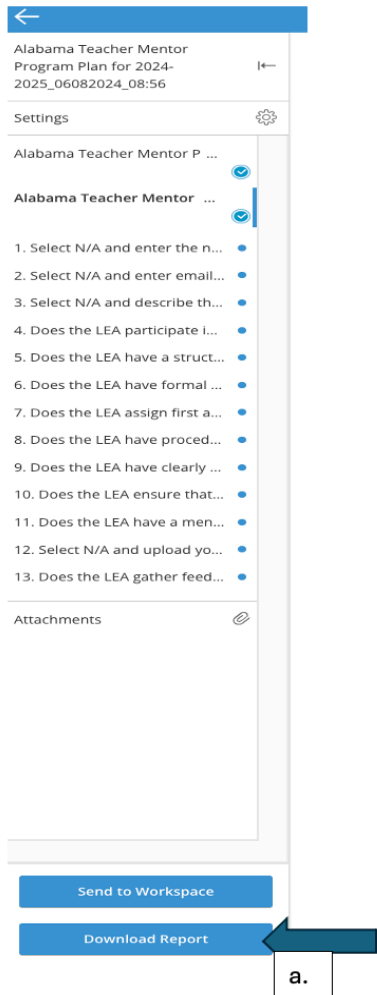 Alabama Teacher Mentor
Program Plan for 2024-
2025_06082024_08:56
Settings
Alabama Teacher Mentor P ...
Alabama Teacher Mentor ...
1. Select N/A and enter the n...
2. Select N/A and enter email...
3. Select N/A and describe th...
4. Does the LEA participate i...
5. Does the LEA have a struct...
6. Does the LEA have formal ...
7. Does the LEA assign first a...
8. Does the LEA have proced...
9. Does the LEA have clearly ...
10. Does the LEA ensure that...
11. Does the LEA have a men...
12. Select N/A and upload yo...
13. Does the LEA gather feed...
Attachments
Send to Workspace
Download Report
a.